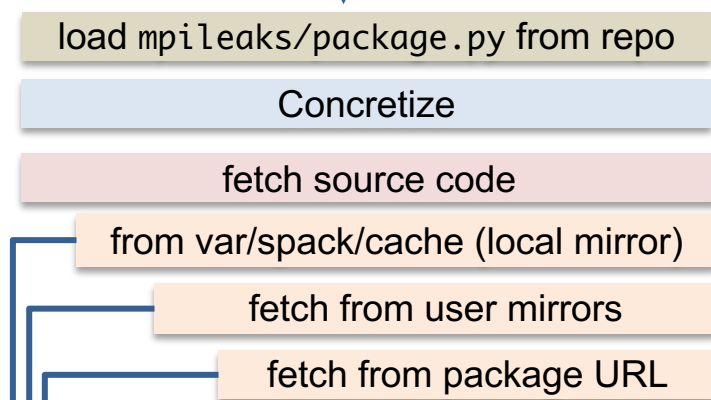 load mpileaks/package.py from repo
Concretize
fetch source code
from var/spack/cache (local mirror)
fetch from user mirrors
fetch from package URL